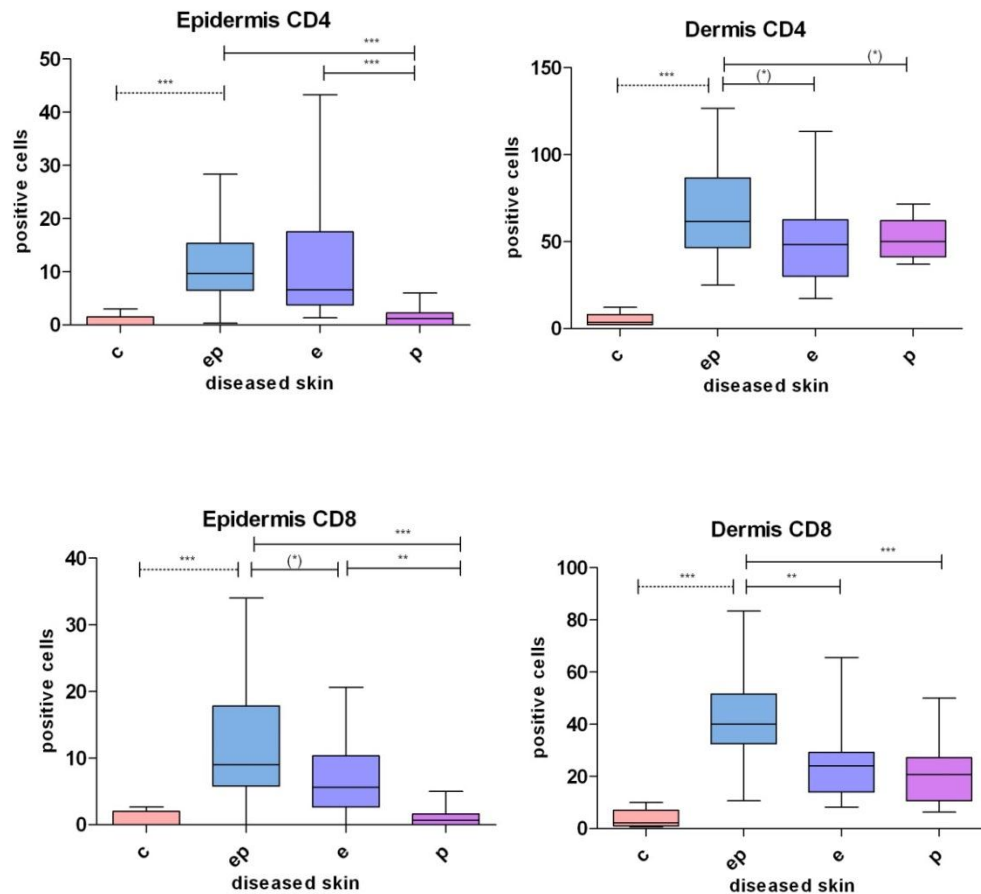 Epidermis CD4
***
***
***
50
40
30
20
10
0
positive cells
c
ep
e
p
diseased skin
Dermis CD4
(*)
***
(*)
150
100
50
0
positive cells
c
ep
e
p
diseased skin
Epidermis CD8
***
***
(*)
**
40
30
20
10
0
positive cells
c
ep
e
p
diseased skin
Dermis CD8
***
***
**
100
80
60
40
20
0
positive cells
c
ep
e
p
diseased skin